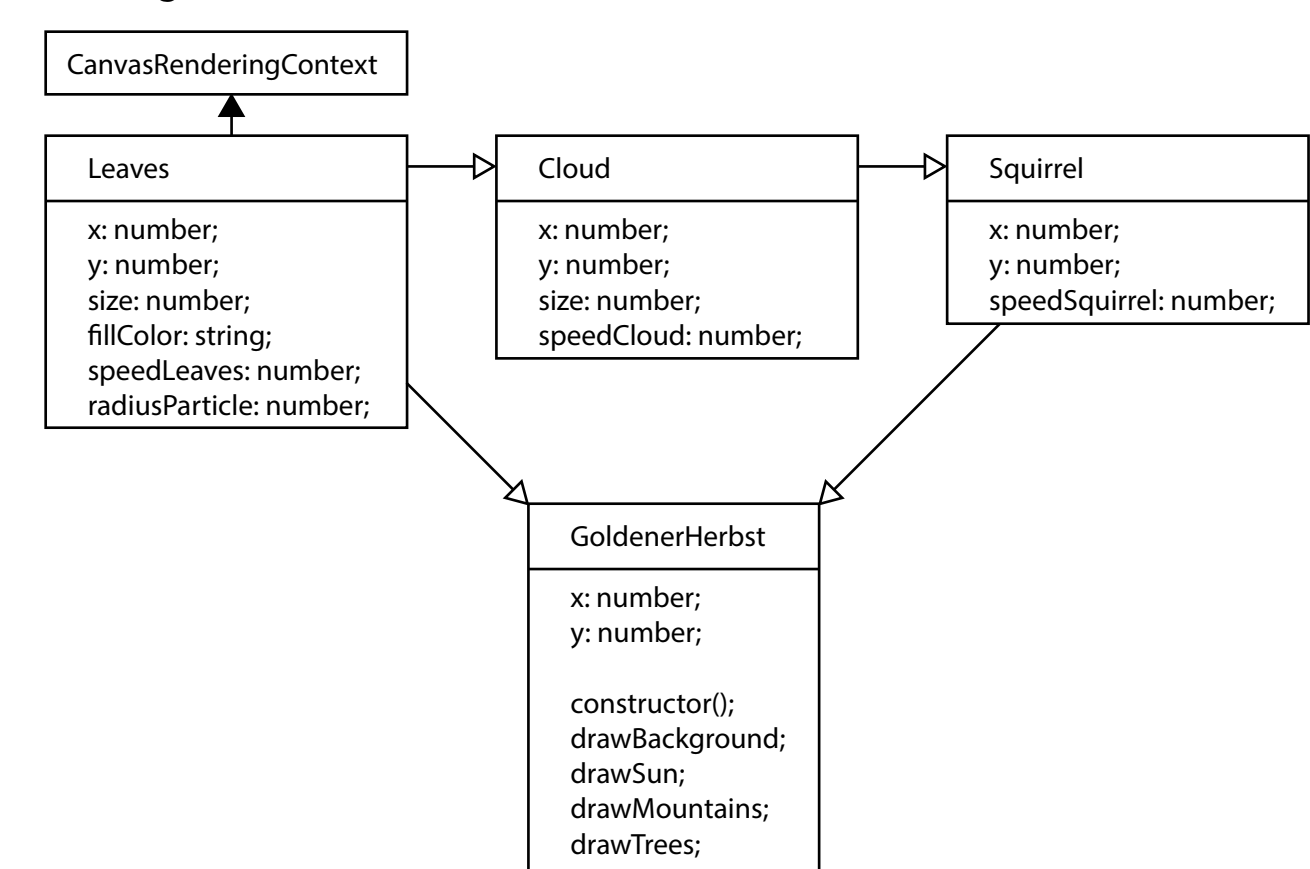 CanvasRenderingContext
Leaves
x: number;
y: number;
size: number;
fillColor: string;
speedLeaves: number;
radiusParticle: number;
Cloud
x: number;
y: number;
size: number;
speedCloud: number;
Squirrel
x: number;
y: number;
speedSquirrel: number;
GoldenerHerbst
x: number;
y: number;
constructor();
drawBackground;
drawSun;
drawMountains;
drawTrees;